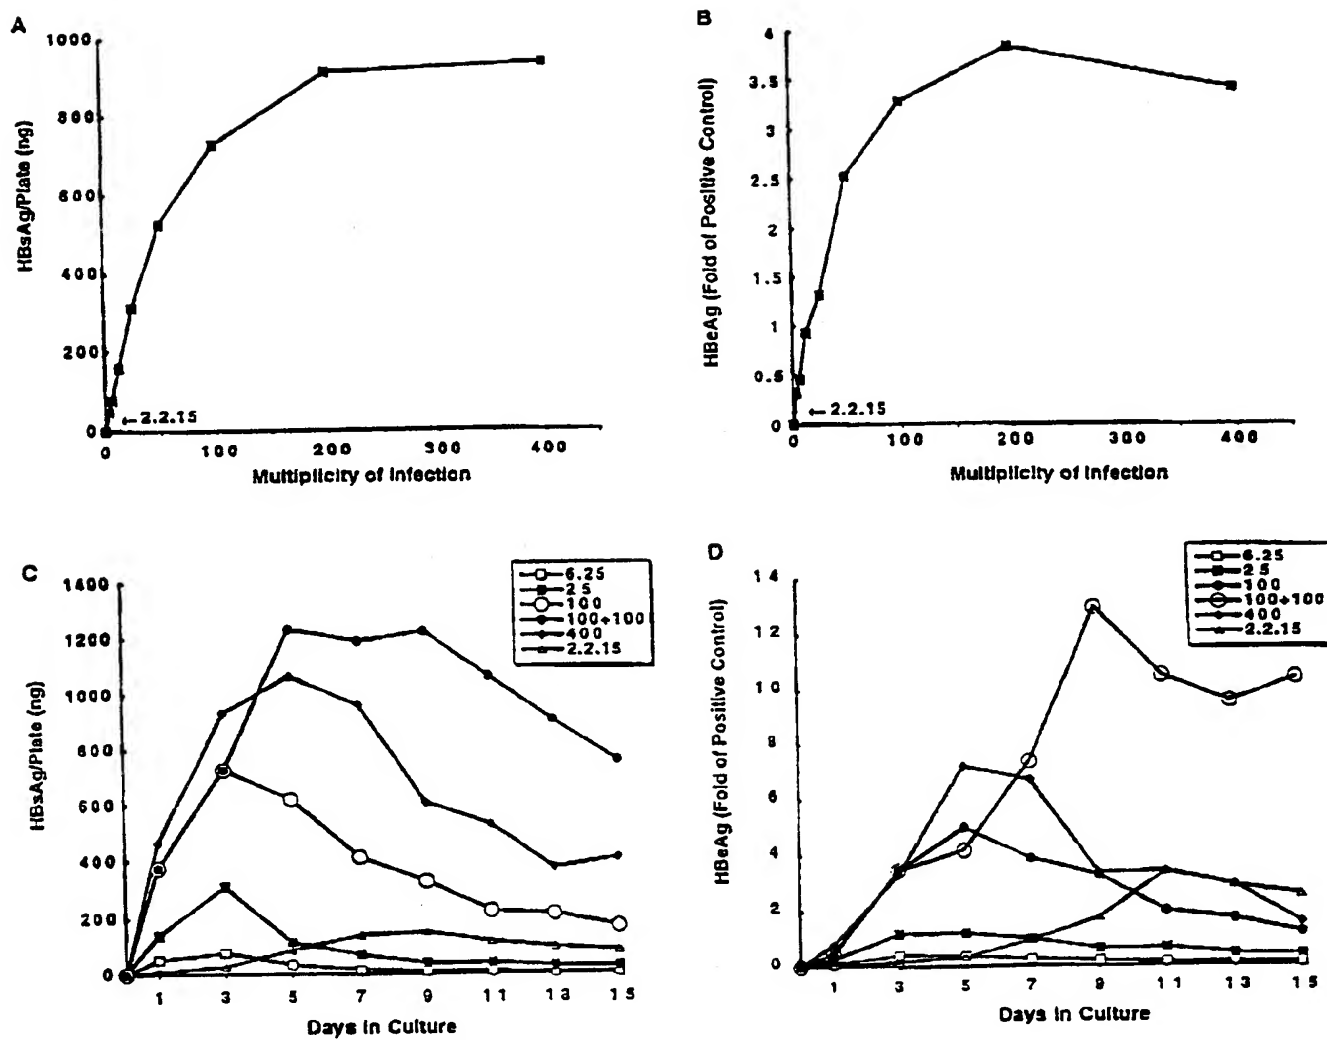 A
HBsAg/Plate (ng)
1000
800
600
400
200
0
←2.2.15
0 100 200 300 400
Multiplicity of Infection
B
HBeAg (Fold of Positive Control)
4
3.5
3
2.5
2
1.5
1
0.5
0
←2.2.15
0 100 200 300 400
Multiplicity of Infection
C
HBsAg/Plate (ng)
1400
1200
1000
800
600
400
200
0
6.25
25
100
100+100
400
2.2.15
1 3 5 7 9 11 13 15
Days in Culture
D
HBeAg (Fold of Positive Control)
14
12
10
8
6
4
2
0
6.25
25
100
100+100
400
2.2.15
1 3 5 7 9 11 13 15
Days in Culture